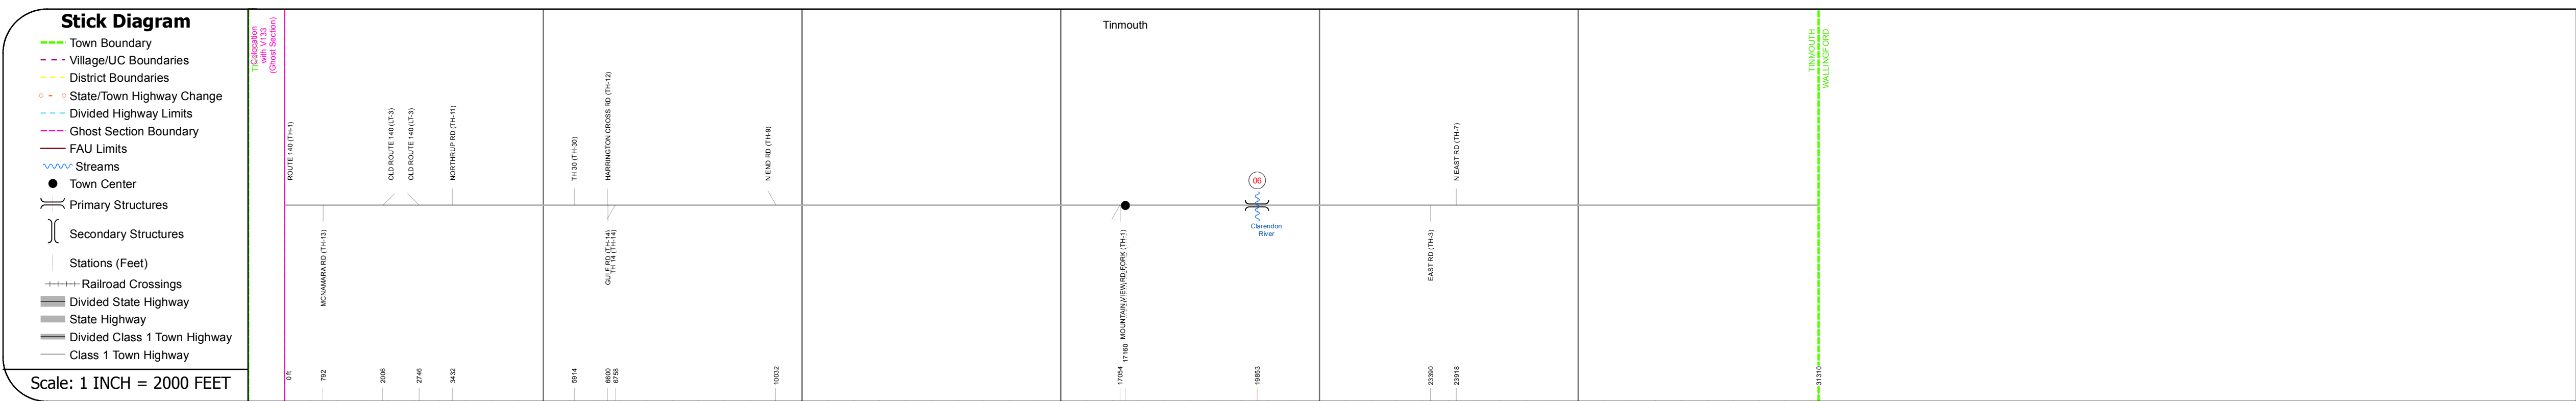 Stick Diagram
Town Boundary
Village/UC Boundaries
District Boundaries
State/Town Highway Change
Divided Highway Limits
Ghost Section Boundary
FAU Limits
Streams
Town Center
Primary Structures
Secondary Structures
Stations (Feet)
Railroad Crossings
Divided State Highway
State Highway
Divided Class 1 Town Highway
Class 1 Town Highway
Scale: 1 INCH = 2000 FEET
Colocation
with V133
(Ghost Section)
Tinmouth
TINMOUTH
WALLINGFORD
ROUTE 140 (TH-1)
OLD ROUTE 140 (LT-3)
OLD ROUTE 140 (LT-3)
NORTHRUP RD (TH-11)
TH 30 (TH-30)
HARRINGTON CROSS RD (TH-12)
N END RD (TH-9)
06
N EAST RD (TH-7)
MCNAMARA RD (TH-13)
GULF RD (TH-14)
TH 14 (TH-14)
MOUNTAIN VIEW RD FORK (TH-1)
Clarendon
River
EAST RD (TH-3)
0 ft
792
2006
2746
3432
5914
6600
6758
10032
17054
17160
19853
23390
23918
31310